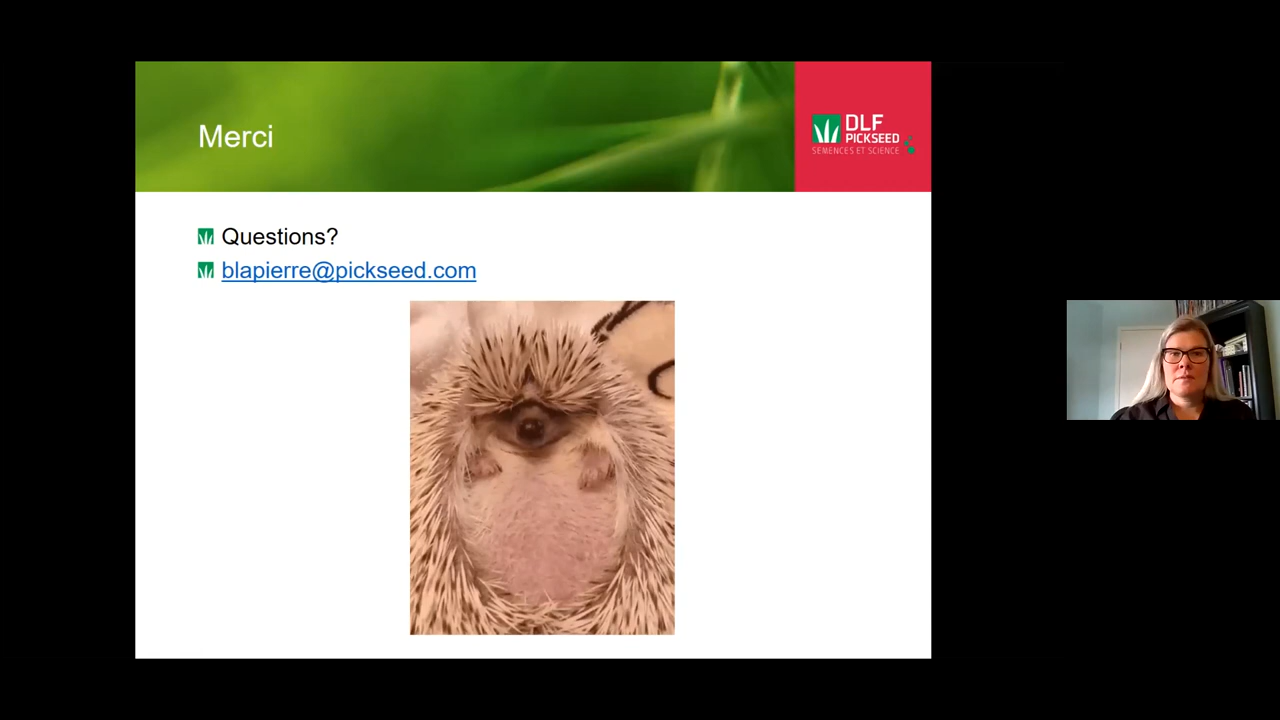 Merci
DLF
PICKSEED
SEMENCES ET SCIENCE
Questions?
blapierre@pickseed.com